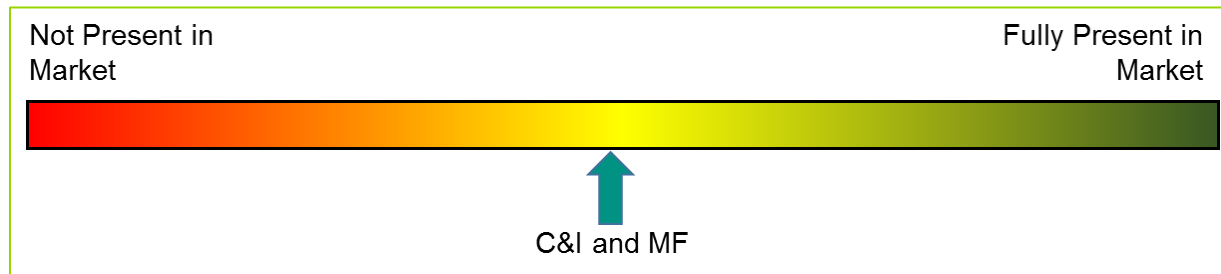 Not Present in
Market
Fully Present in
Market
C&I and MF